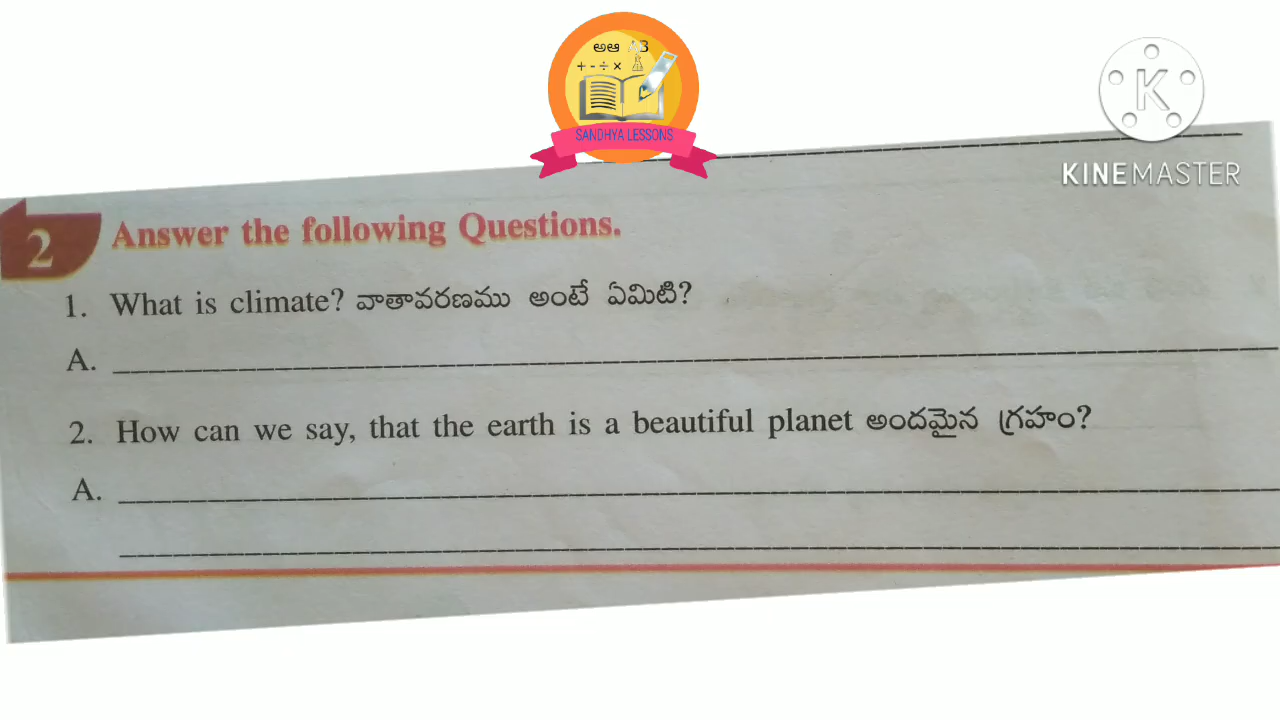 అఆ AB
+ - ÷ ×
SANDHYA LESSONS
K
KINEMASTER
2 Answer the following Questions.
1. What is climate? వాతావరణము అంటే ఏమిటి?
A.
2. How can we say, that the earth is a beautiful planet అందమైన గ్రహం?
A.